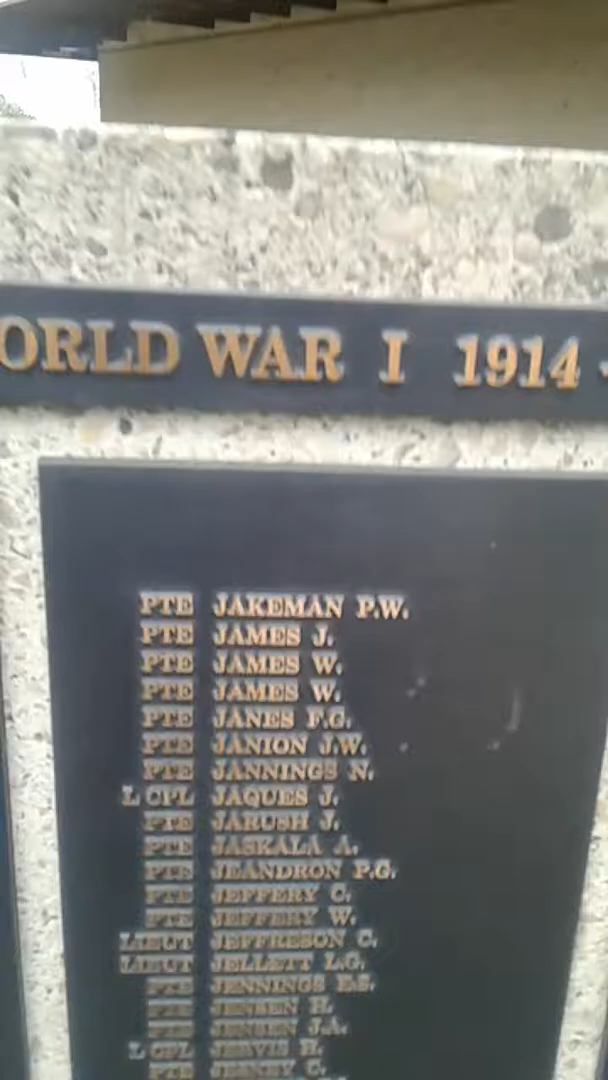 ORLD WAR I 1914 -
PTE JAKEMAN P.W.
PTE JAMES J.
PTE JAMES W.
PTE JAMES W.
PTE JANES F.G.
PTE JANION J.W.
PTE JANNINGS N.
L CPL JAQUES J.
PTE JARUSH J.
PTE JASKALA A.
PTE JEANDRON P.G.
PTE JEFFERY C.
PTE JEFFERY W.
LIEUT JEFFRESON C.
LIEUT JELLETT L.G.
PTE JENNINGS E.S.
PTE JENSEN H.
PTE JENSEN J.A.
L CPL JERVIS H.
PTE C.